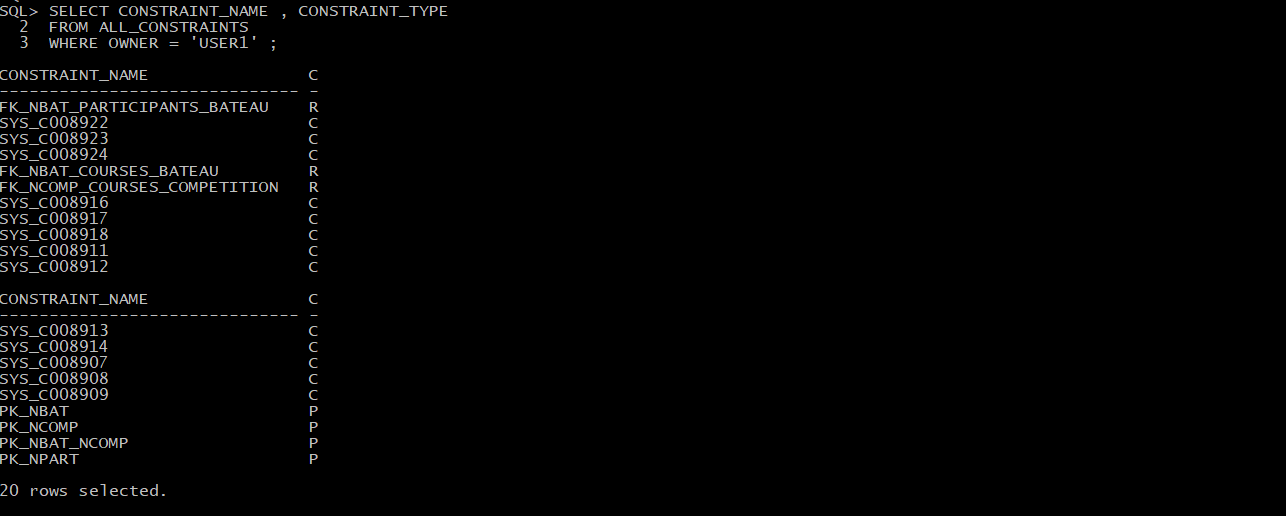 SQL> SELECT CONSTRAINT_NAME , CONSTRAINT_TYPE
2 FROM ALL_CONSTRAINTS
3 WHERE OWNER = 'USER1' ;
CONSTRAINT_NAME C
------------------------------ -
FK_NBAT_PARTICIPANTS_BATEAU R
SYS_C008922 C
SYS_C008923 C
SYS_C008924 C
FK_NBAT_COURSES_BATEAU R
FK_NCOMP_COURSES_COMPETITION R
SYS_C008916 C
SYS_C008917 C
SYS_C008918 C
SYS_C008911 C
SYS_C008912 C
CONSTRAINT_NAME C
------------------------------ -
SYS_C008913 C
SYS_C008914 C
SYS_C008907 C
SYS_C008908 C
SYS_C008909 C
PK_NBAT P
PK_NCOMP P
PK_NBAT_NCOMP P
PK_NPART P
20 rows selected.